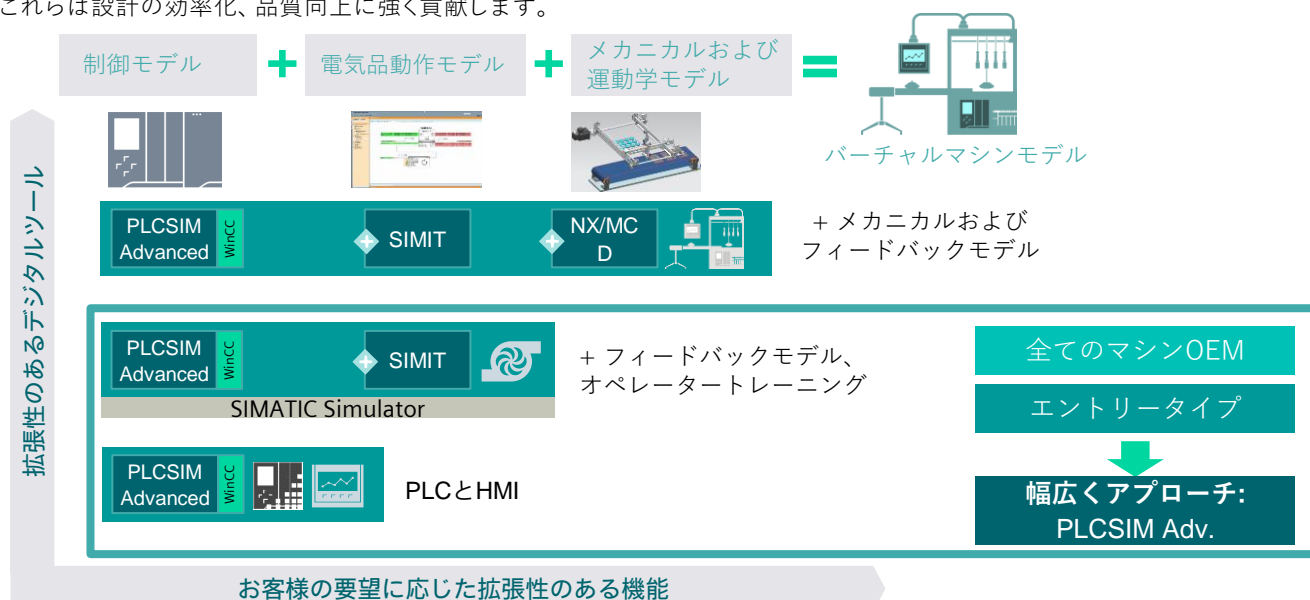 これらは設計の効率化、品質向上に強く貢献します。
制御モデル
電気品動作モデル
メカニカルおよび
運動学モデル
バーチャルマシンモデル
拡張性のあるデジタルツール
PLCSIM
Advanced
WinCC
SIMIT
NX/MC
D
+ メカニカルおよび
フィードバックモデル
PLCSIM
Advanced
WinCC
SIMIT
SIMATIC Simulator
+ フィードバックモデル、
オペレータートレーニング
全てのマシンOEM
エントリータイプ
幅広くアプローチ:
PLCSIM Adv.
PLCSIM
Advanced
WinCC
PLCとHMI
お客様の要望に応じた拡張性のある機能